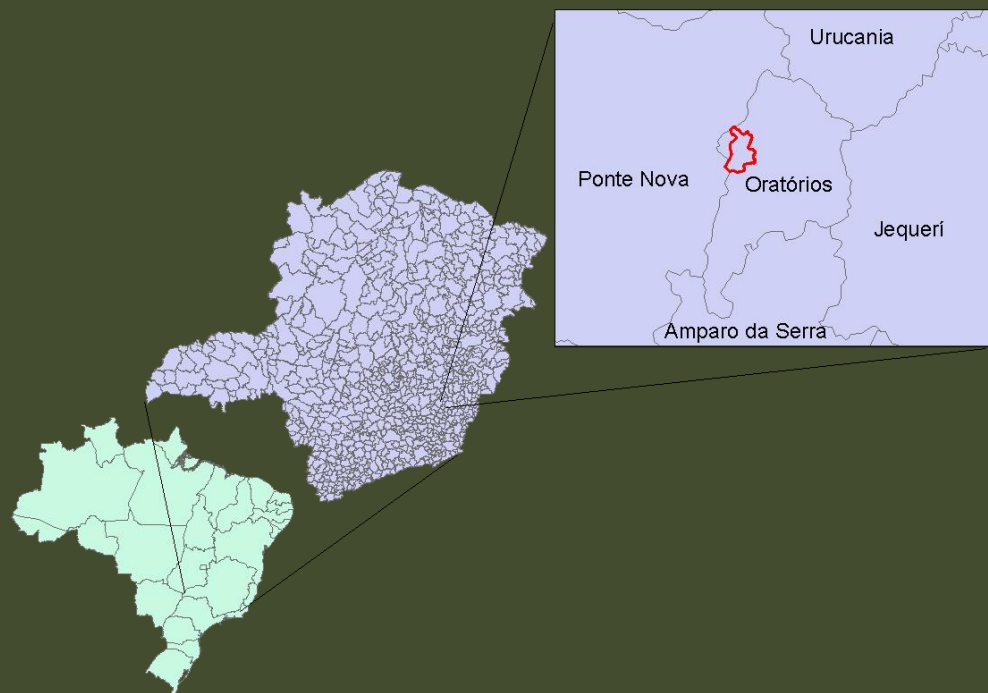 Urucania
Ponte Nova
Oratórios
Jequerí
Amparo da Serra